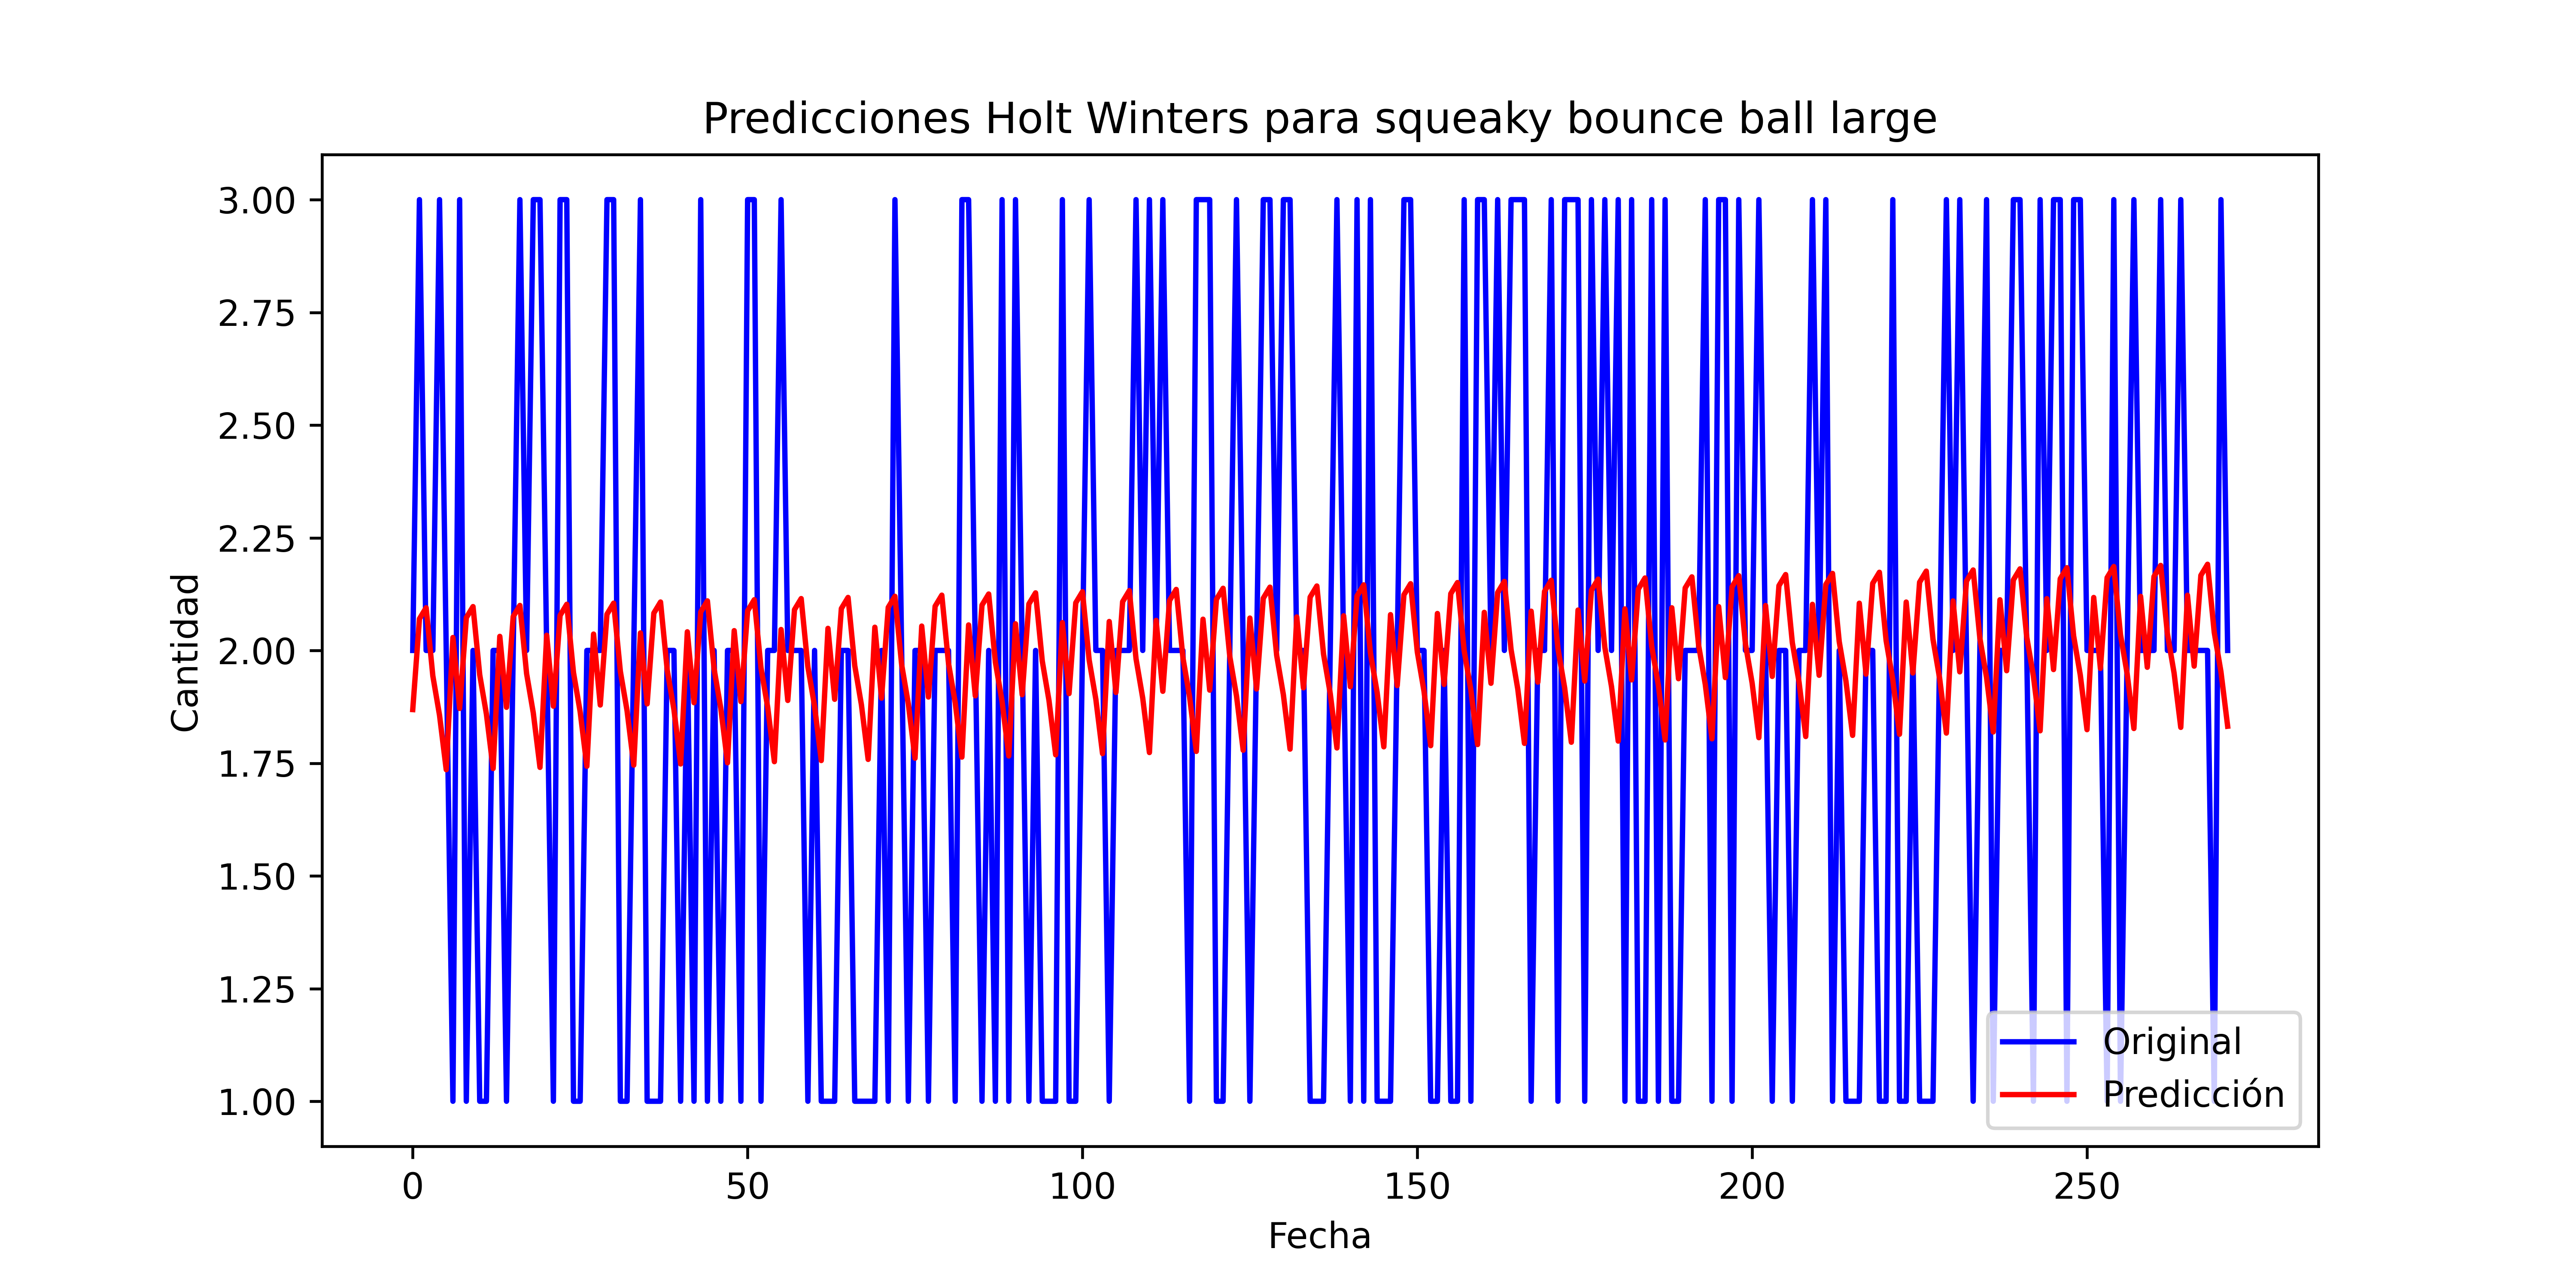 Predicciones Holt Winters para squeaky bounce ball large
Cantidad
3.00
2.75
2.50
2.25
2.00
1.75
1.50
1.25
1.00
0 50 100 150 200 250
Fecha
Original
Predicción